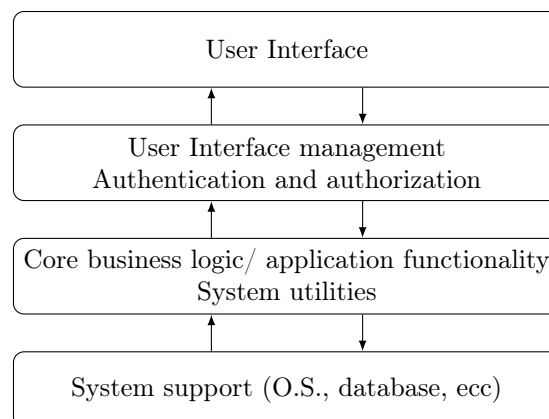 User Interface
User Interface management
Authentication and authorization
Core business logic/ application functionality
System utilities
System support (O.S., database, ecc)